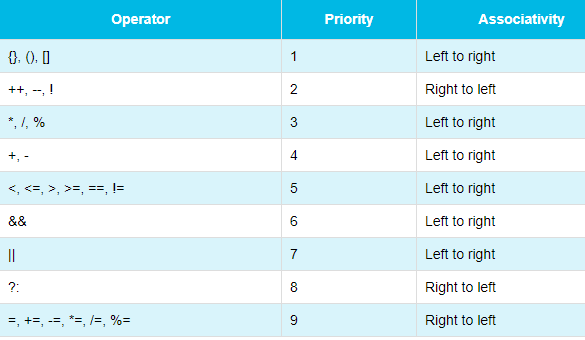 Operator Priority Associativity
{}, (), [] 1 Left to right
++, --, ! 2 Right to left
*, /, % 3 Left to right
+, - 4 Left to right
<, <=, >, >=, ==, != 5 Left to right
&& 6 Left to right
|| 7 Left to right
?: 8 Right to left
=, +=, -=, *=, /=, %= 9 Right to left